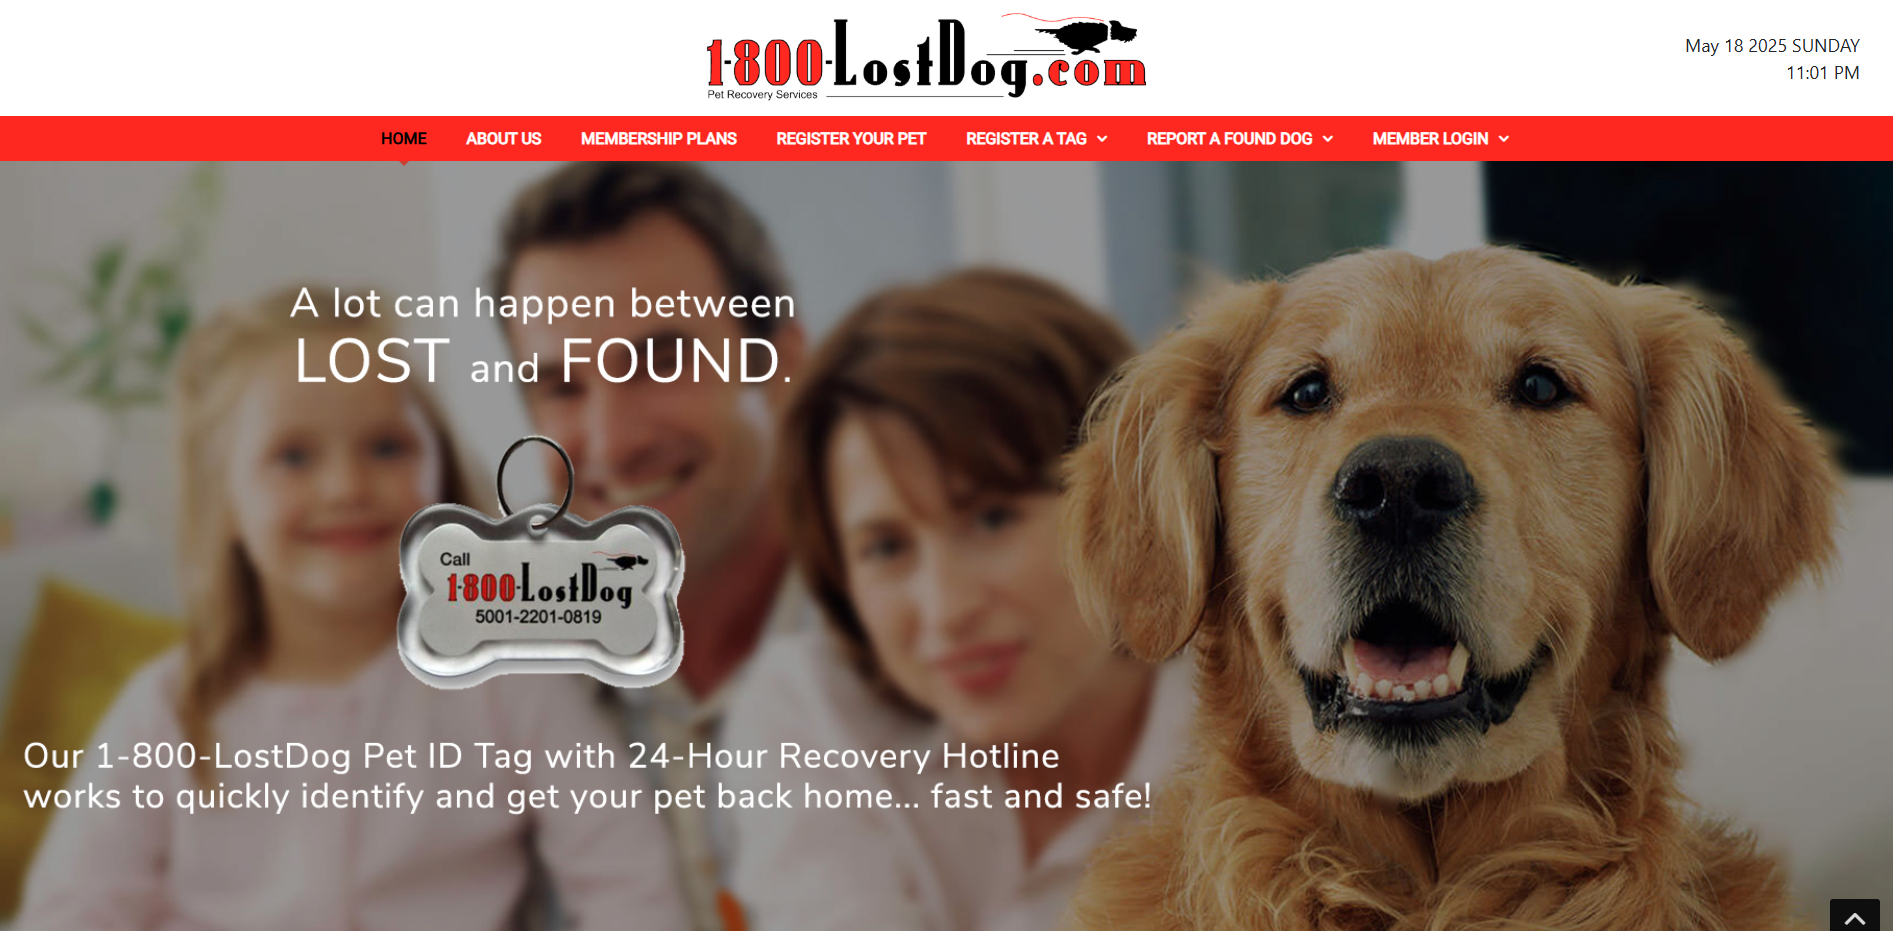 1-800-LostDog.com
Pet Recovery Services
May 18 2025 SUNDAY
11:01 PM
HOME ABOUT US MEMBERSHIP PLANS REGISTER YOUR PET REGISTER A TAG REPORT A FOUND DOG MEMBER LOGIN
A lot can happen between
LOST and FOUND.
Call
1-800-LostDog
5001-2201-0819
Our 1-800-LostDog Pet ID Tag with 24-Hour Recovery Hotline
works to quickly identify and get your pet back home... fast and safe!